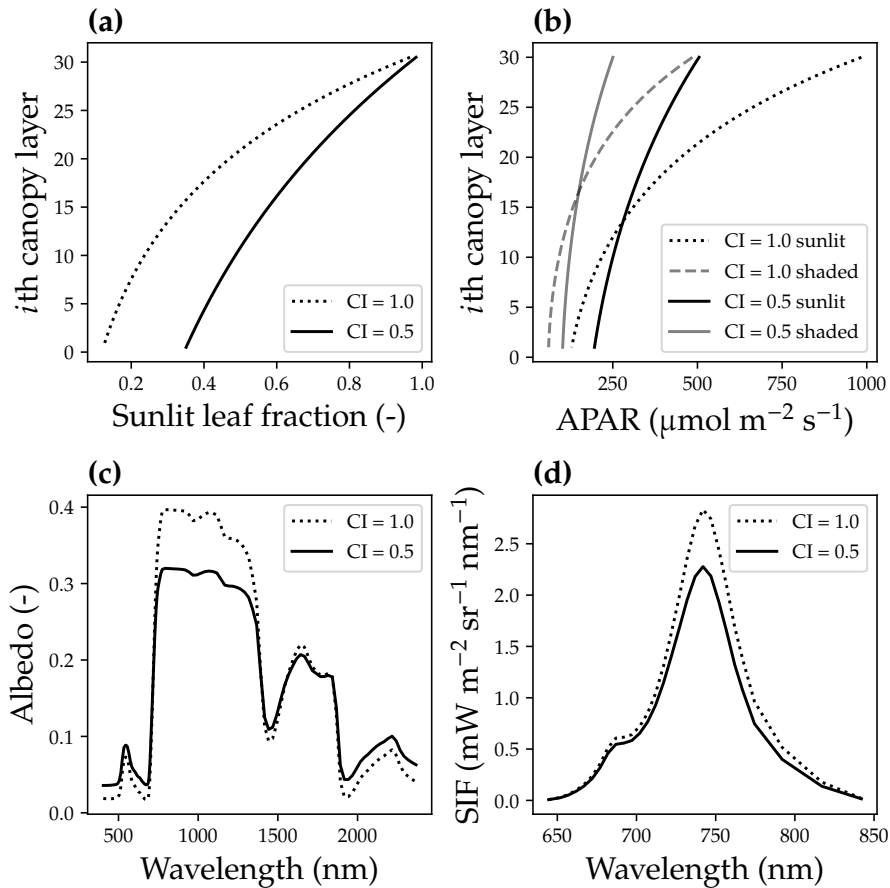 (a)
30
25
20
15
10
5
0
0.2 0.4 0.6 0.8 1.0
ith canopy layer
Sunlit leaf fraction (-)
CI = 1.0
CI = 0.5
(b)
30
25
20
15
10
5
0
250 500 750 1000
ith canopy layer
APAR (μmol m⁻² s⁻¹)
CI = 1.0 sunlit
CI = 1.0 shaded
CI = 0.5 sunlit
CI = 0.5 shaded
(c)
0.4
0.3
0.2
0.1
0.0
500 1000 1500 2000
Albedo (-)
Wavelength (nm)
CI = 1.0
CI = 0.5
(d)
2.5
2.0
1.5
1.0
0.5
0.0
650 700 750 800 850
SIF (mW m⁻² sr⁻¹ nm⁻¹)
Wavelength (nm)
CI = 1.0
CI = 0.5